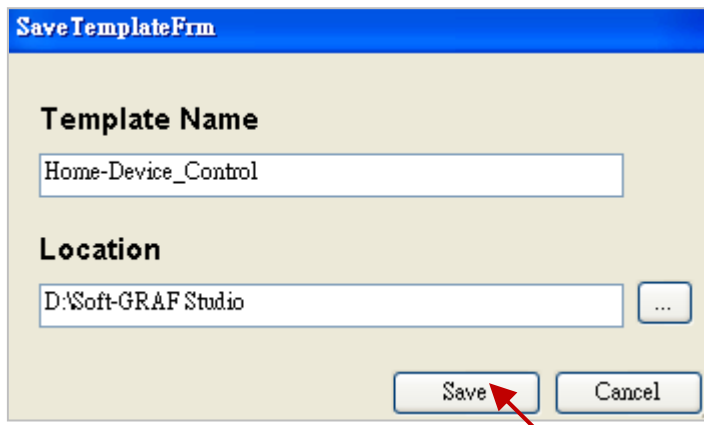 SaveTemplateFrm
Template Name
Home-Device_Control
Location
D:\Soft-GRAF Studio
...
Save Cancel